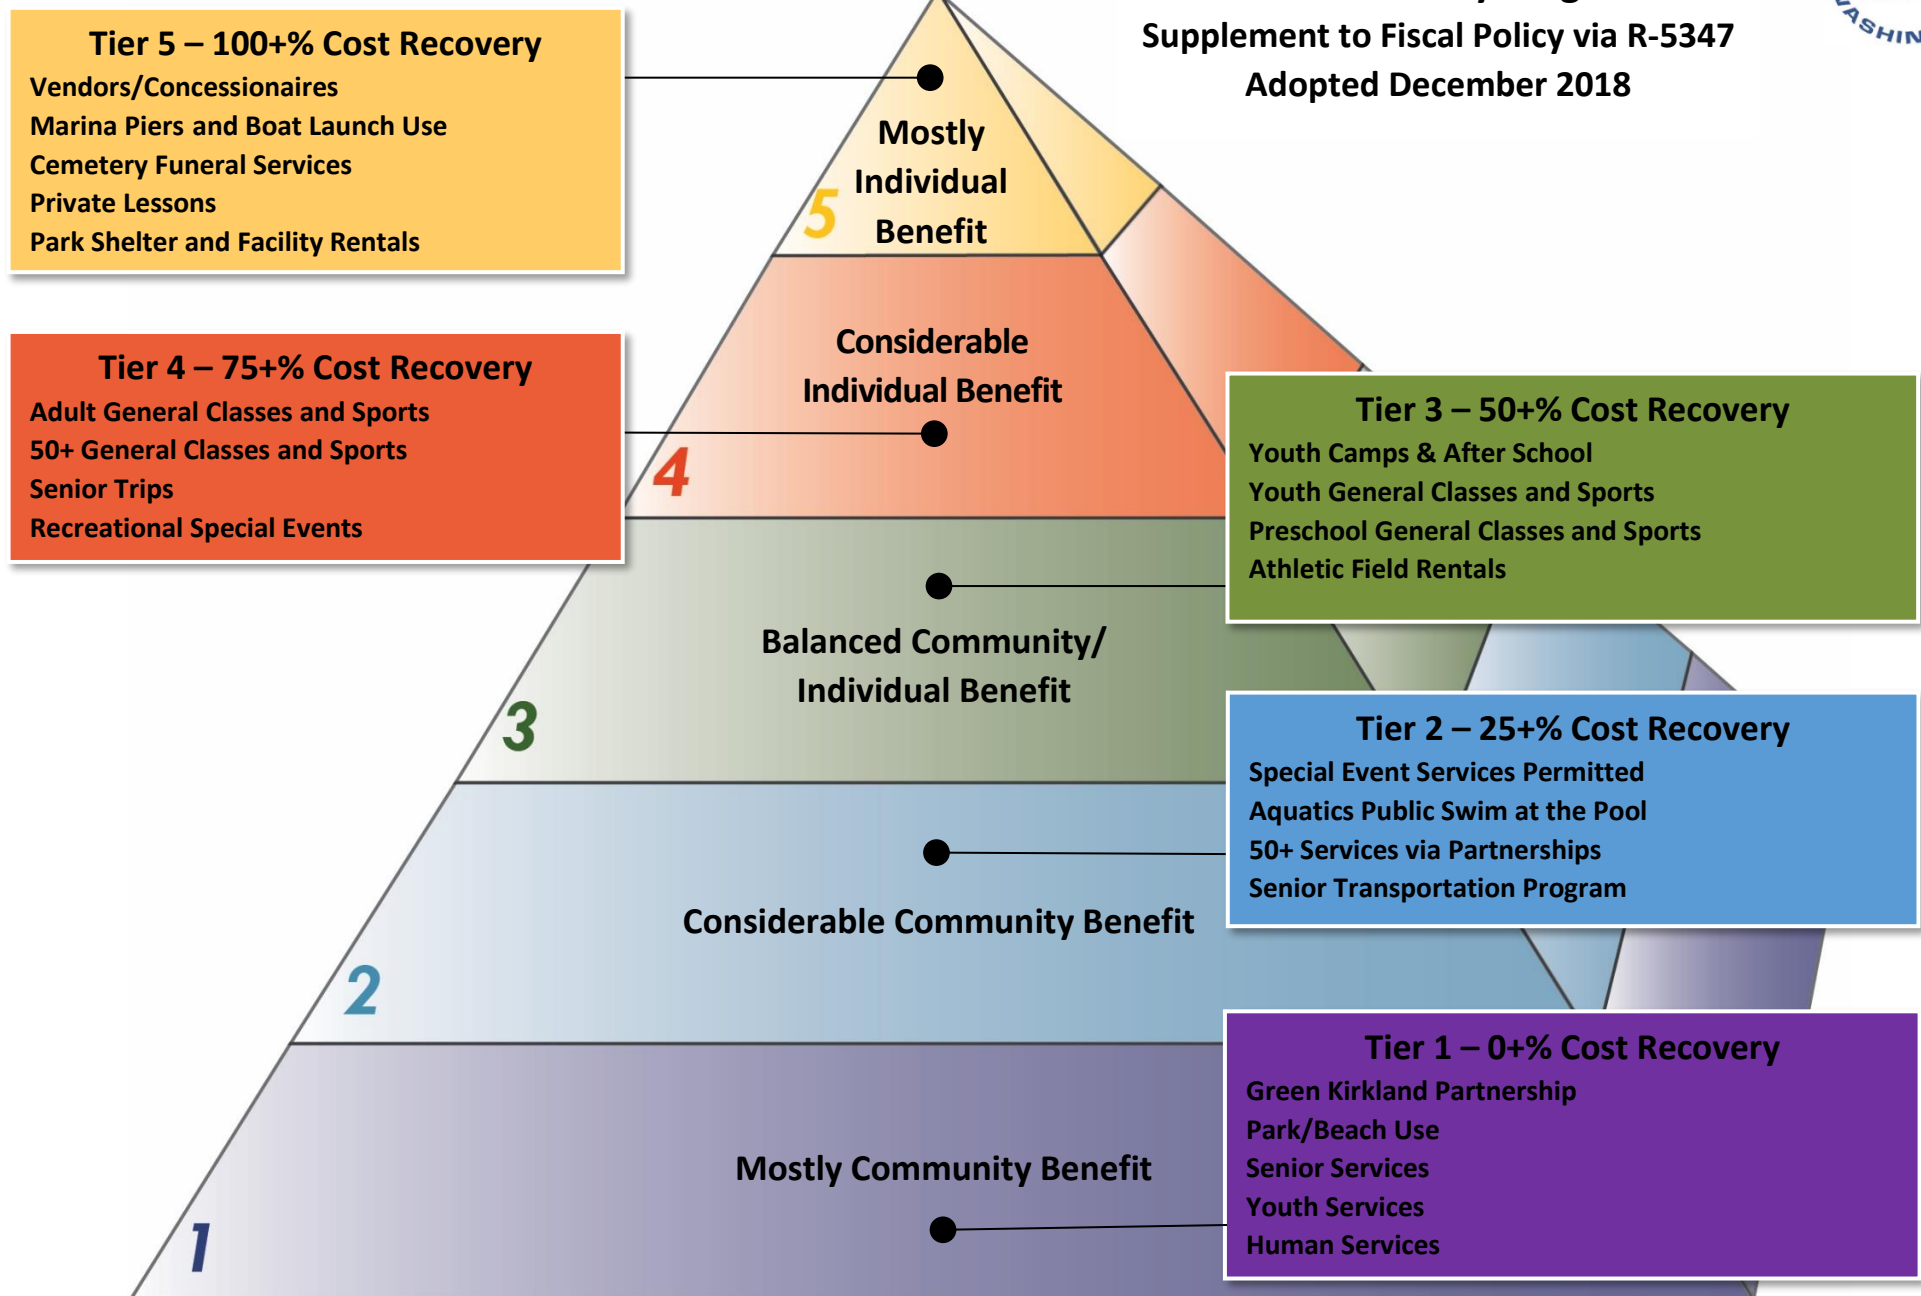 Supplement to Fiscal Policy via R-5347
Adopted December 2018
Tier 5 – 100+% Cost Recovery
Vendors/Concessionaires
Marina Piers and Boat Launch Use
Cemetery Funeral Services
Private Lessons
Park Shelter and Facility Rentals
Mostly
Individual
Benefit
5
Tier 4 – 75+% Cost Recovery
Adult General Classes and Sports
50+ General Classes and Sports
Senior Trips
Recreational Special Events
Considerable
Individual Benefit
4
Tier 3 – 50+% Cost Recovery
Youth Camps & After School
Youth General Classes and Sports
Preschool General Classes and Sports
Athletic Field Rentals
Balanced Community/
Individual Benefit
3
Tier 2 – 25+% Cost Recovery
Special Event Services Permitted
Aquatics Public Swim at the Pool
50+ Services via Partnerships
Senior Transportation Program
Considerable Community Benefit
2
Tier 1 – 0+% Cost Recovery
Green Kirkland Partnership
Park/Beach Use
Senior Services
Youth Services
Human Services
Mostly Community Benefit
1